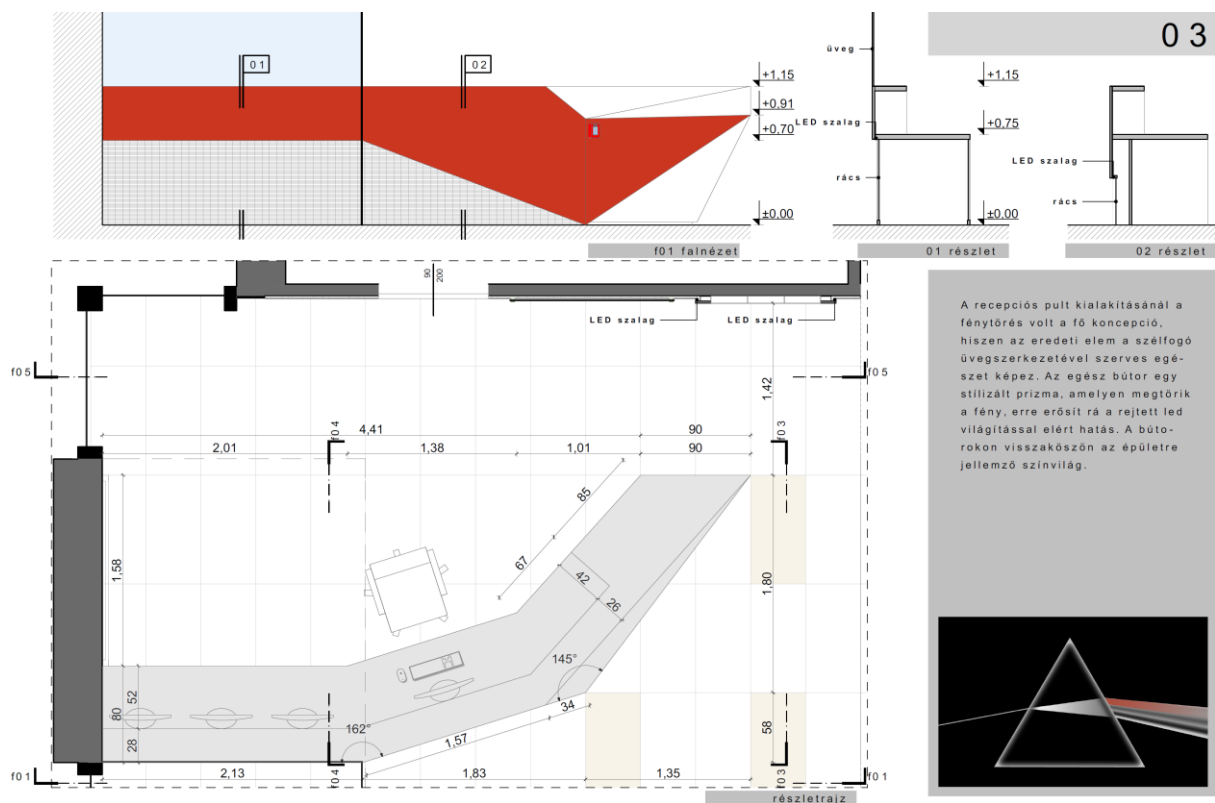 03
01
02
üveg
+1.15
+0.91
+0.70
±0.00
LED szalag
rács
+1.15
+0.75
±0.00
LED szalag
rács
f01 falnézet
01 részlet
02 részlet
90
200
LED szalag
LED szalag
f05
f05
1,42
4,41
90
f04
f03
2,01
1,38
1,01
90
85
67
42
26
1,58
1,80
145°
52
80
28
162°
34
1,57
58
f01
2,13
f04
1,83
1,35
f03
f01
részletrajz
A recepciós pult kialakításánál a
fénytörés volt a fő koncepció,
hiszen az eredeti elem a szélfogó
üvegszerkezetével szerves egé-
szet képez. Az egész bútor egy
stílizált prizma, amelyen megtörik
a fény, erre erősít rá a rejtett led
világítással elért hatás. A búto-
rokon visszaköszön az épületre
jellemző színvilág.